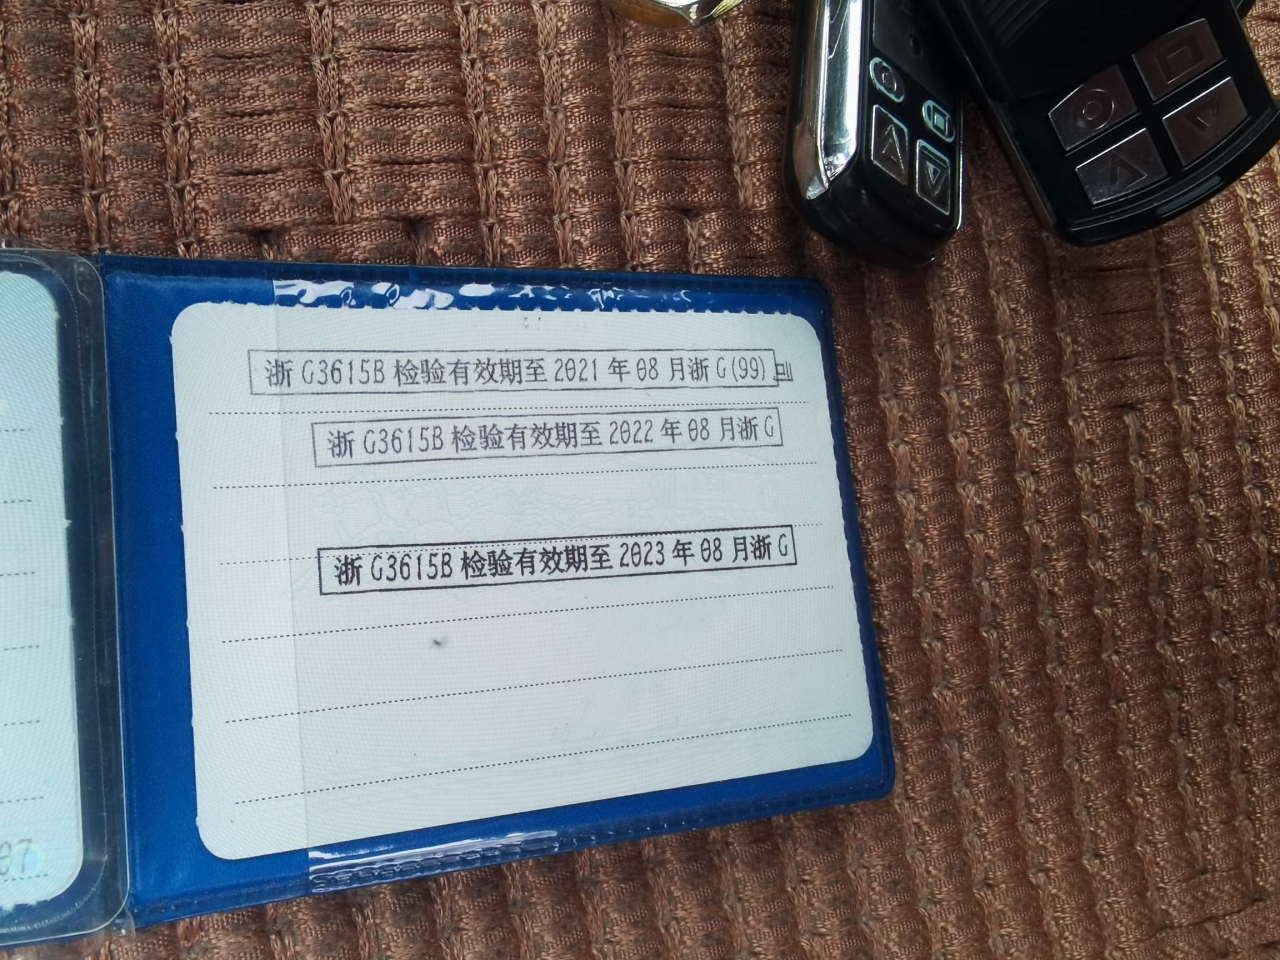 浙 G3615B 检验有效期至 2021 年 08 月浙 G(99)
浙 G3615B 检验有效期至 2022 年 08 月浙 G
浙 G3615B 检验有效期至 2023 年 08 月浙 G